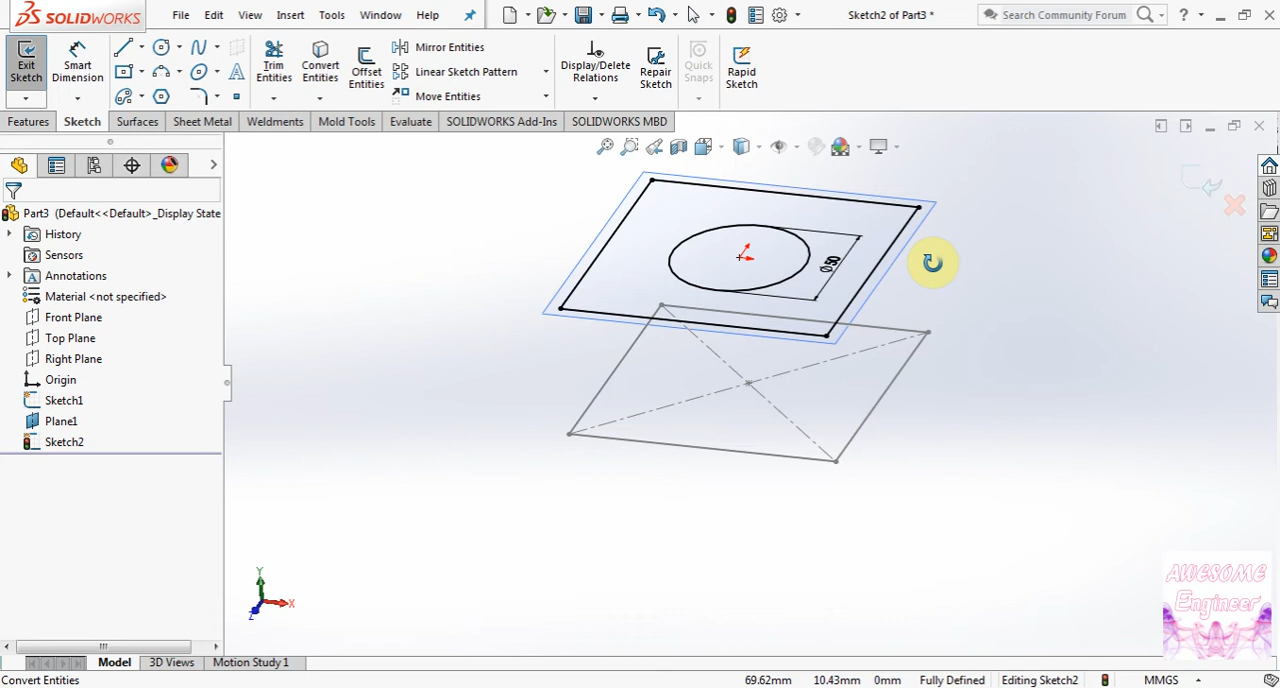 DS SOLIDWORKS File Edit View Insert Tools Window Help Sketch2 of Part3 * Search Community Forum ?
Exit Sketch Smart Dimension Trim Entities Convert Entities Offset Entities Mirror Entities Linear Sketch Pattern Move Entities Display/Delete Relations Repair Sketch Quick Snaps Rapid Sketch
Features Sketch Surfaces Sheet Metal Weldments Mold Tools Evaluate SOLIDWORKS Add-Ins SOLIDWORKS MBD
Part3 (Default<<Default>_Display State
History
Sensors
Annotations
Material <not specified>
Front Plane
Top Plane
Right Plane
Origin
Sketch1
Plane1
Sketch2
Ø50
Y
X
Z
AWESOME
Engineer
Model 3D Views Motion Study 1
Convert Entities 69.62mm 10.43mm 0mm Fully Defined Editing Sketch2 MMGS